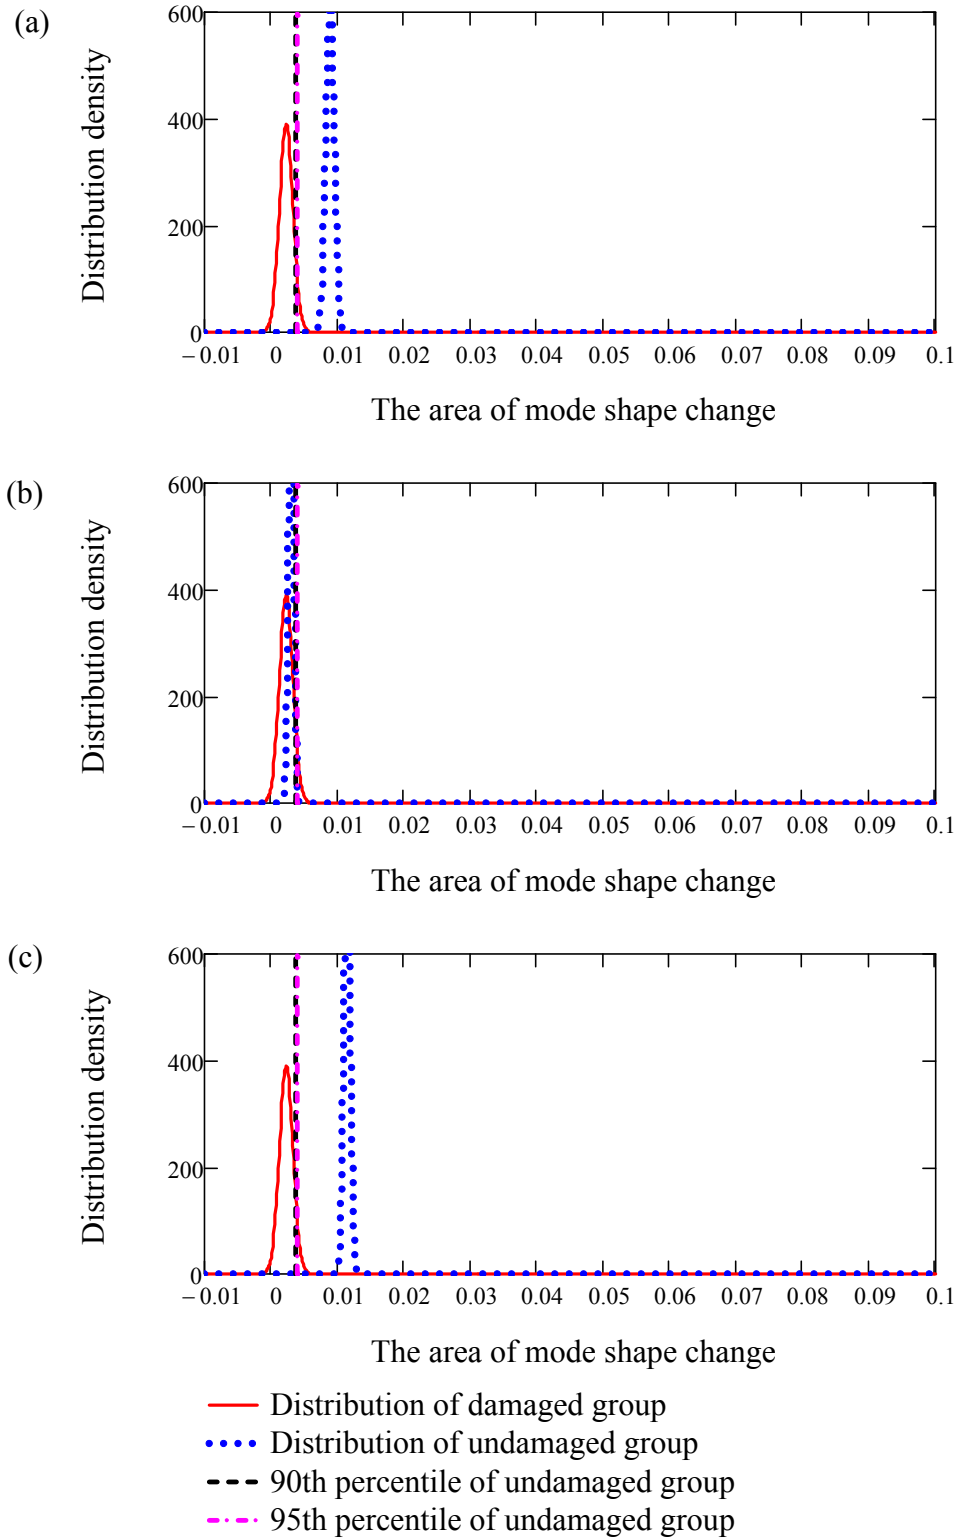 (a)
600
400
200
0
Distribution density
−0.01 0 0.01 0.02 0.03 0.04 0.05 0.06 0.07 0.08 0.09 0.1
The area of mode shape change
(b)
600
400
200
0
Distribution density
−0.01 0 0.01 0.02 0.03 0.04 0.05 0.06 0.07 0.08 0.09 0.1
The area of mode shape change
(c)
600
400
200
0
Distribution density
−0.01 0 0.01 0.02 0.03 0.04 0.05 0.06 0.07 0.08 0.09 0.1
The area of mode shape change
Distribution of damaged group
Distribution of undamaged group
90th percentile of undamaged group
95th percentile of undamaged group